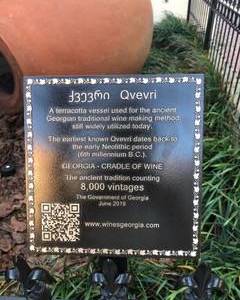 ქვევრი Qvevri
A terracotta vessel used for the ancient
Georgian traditional wine making method
still widely utilized today.
The earliest known Qvevri dates back to
the early Neolithic period
(6th millennium B.C.).
GEORGIA - CRADLE OF WINE
The ancient tradition counting
8,000 vintages
The Government of Georgia
June 2019
www.winesgeorgia.com